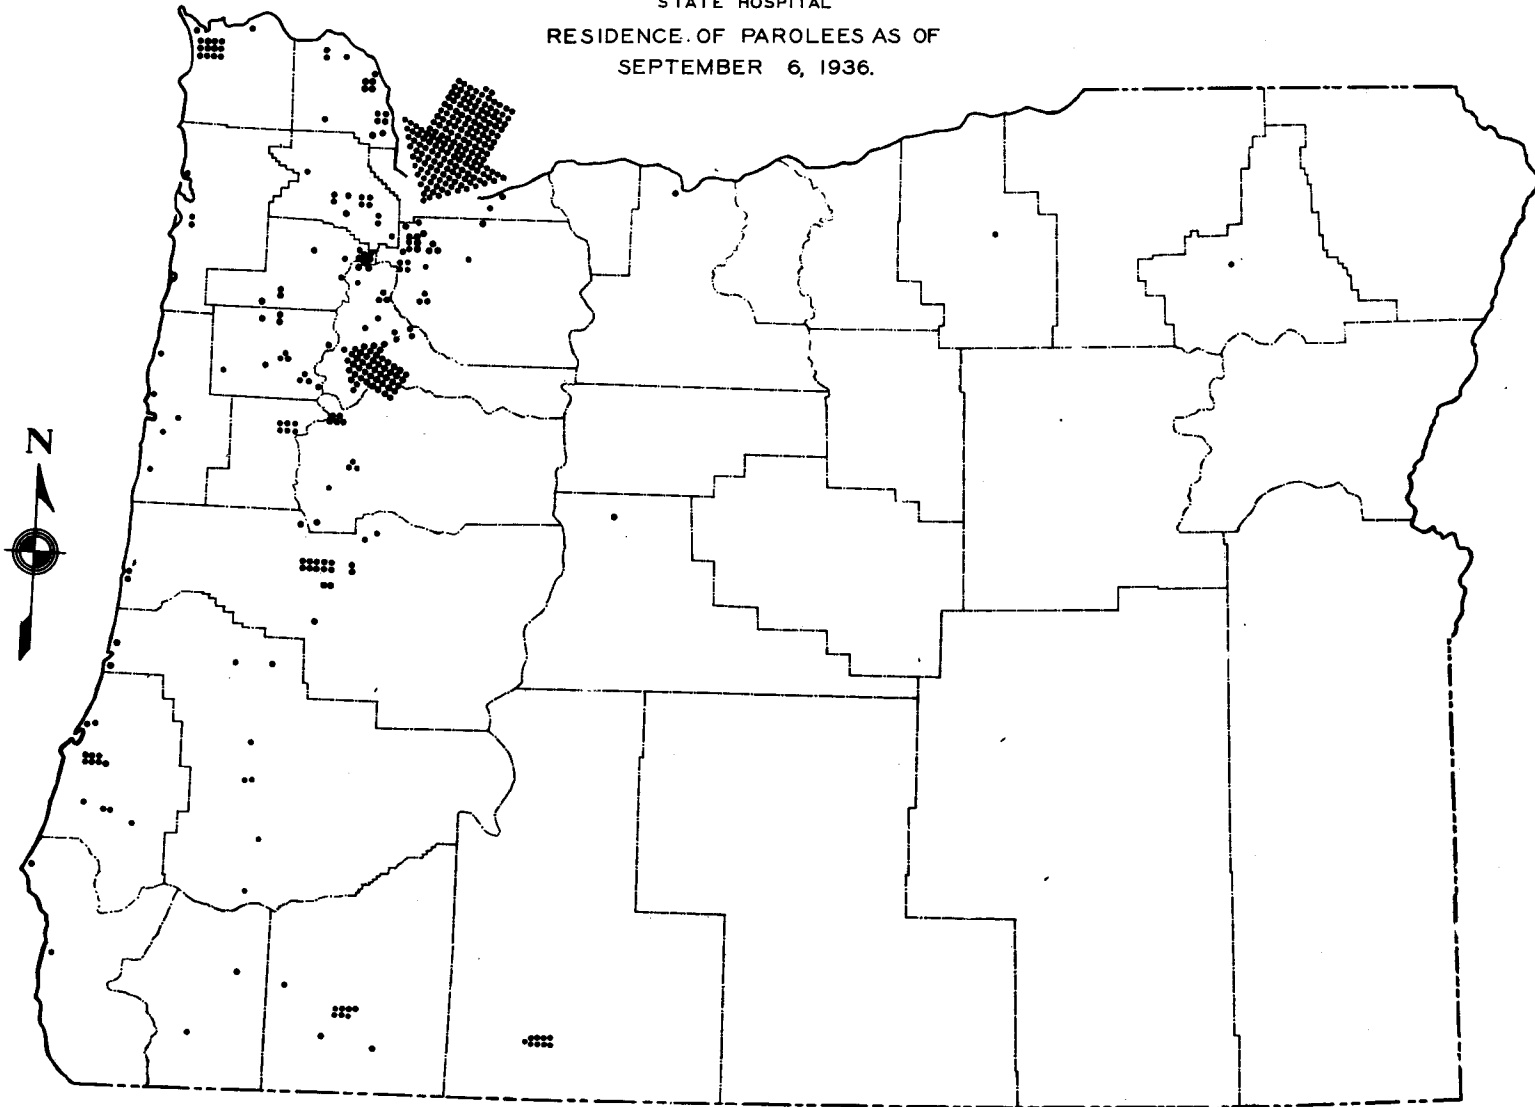 STATE HOSPITAL
RESIDENCE OF PAROLEES AS OF
SEPTEMBER 6, 1936.
N